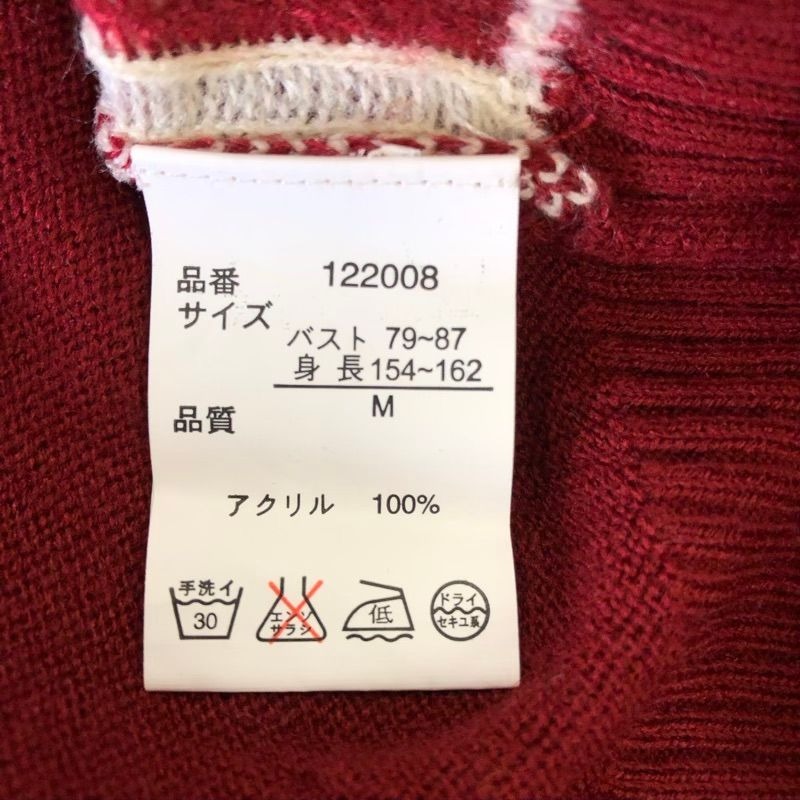 品番 122008
サイズ
バスト 79~87
身長 154~162
M
品質
アクリル 100%
手洗イ
30
エンソ
サラシ
低
ドライ
セキユ系